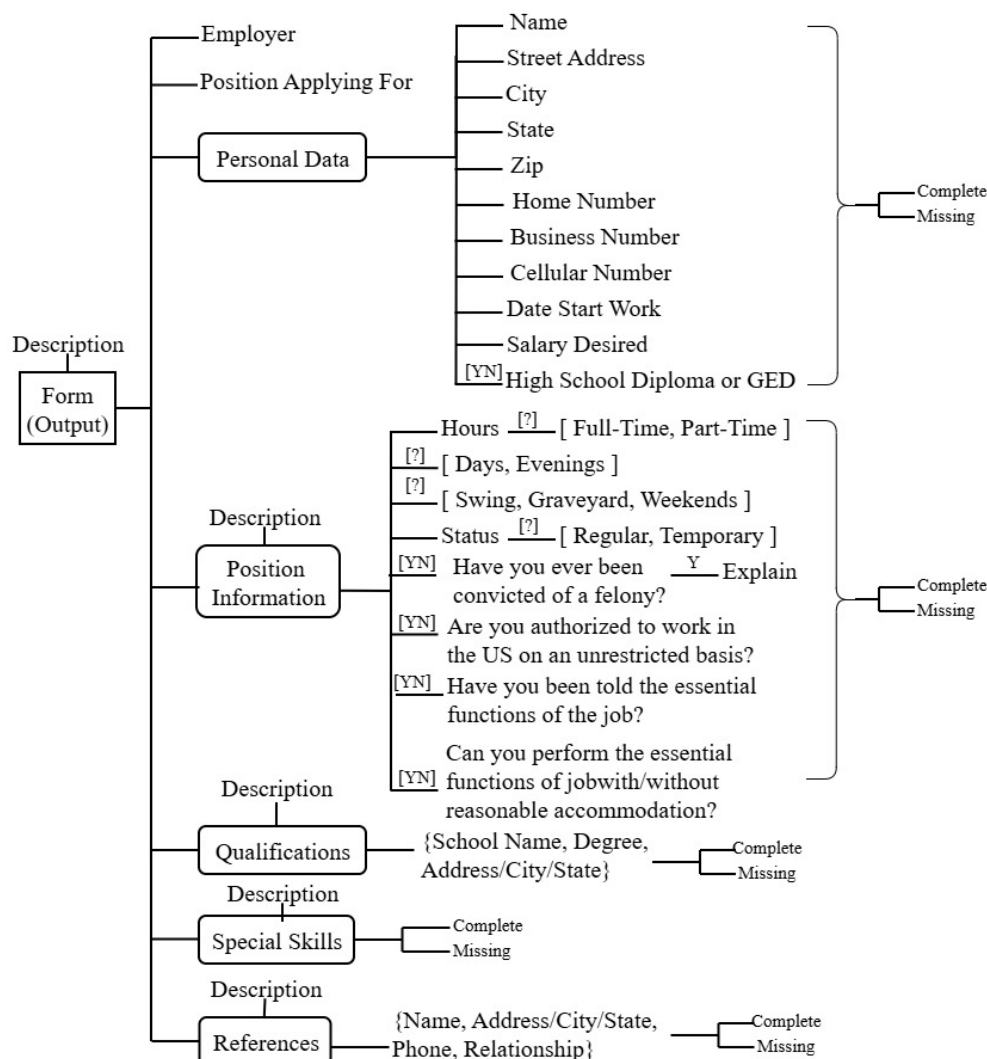 Employer
Position Applying For
Personal Data
Name
Street Address
City
State
Zip
Home Number
Business Number
Cellular Number
Date Start Work
Salary Desired
[YN] High School Diploma or GED
Complete
Missing
Description
Form
(Output)
Description
Position
Information
Hours [?] [ Full-Time, Part-Time ]
[?] [ Days, Evenings ]
[?] [ Swing, Graveyard, Weekends ]
Status [?] [ Regular, Temporary ]
[YN] Have you ever been
convicted of a felony?
Y Explain
[YN] Are you authorized to work in
the US on an unrestricted basis?
[YN] Have you been told the essential
functions of the job?
[YN] Can you perform the essential
functions of jobwith/without
reasonable accommodation?
Complete
Missing
Description
Qualifications
{School Name, Degree,
Address/City/State}
Complete
Missing
Description
Special Skills
Complete
Missing
Description
References
{Name, Address/City/State,
Phone, Relationship}
Complete
Missing